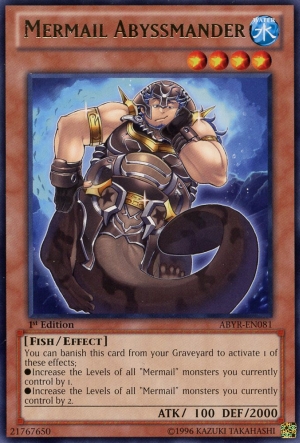 Mermail Abyssmander
WATER
水
1st Edition
ABYR-EN081
[Fish/Effect]
You can banish this card from your Graveyard to activate 1 of
these effects;
●Increase the Levels of all "Mermail" monsters you currently
control by 1.
●Increase the Levels of all "Mermail" monsters you currently
control by 2.
ATK/ 100 DEF/2000
21767650
©1996 KAZUKI TAKAHASHI